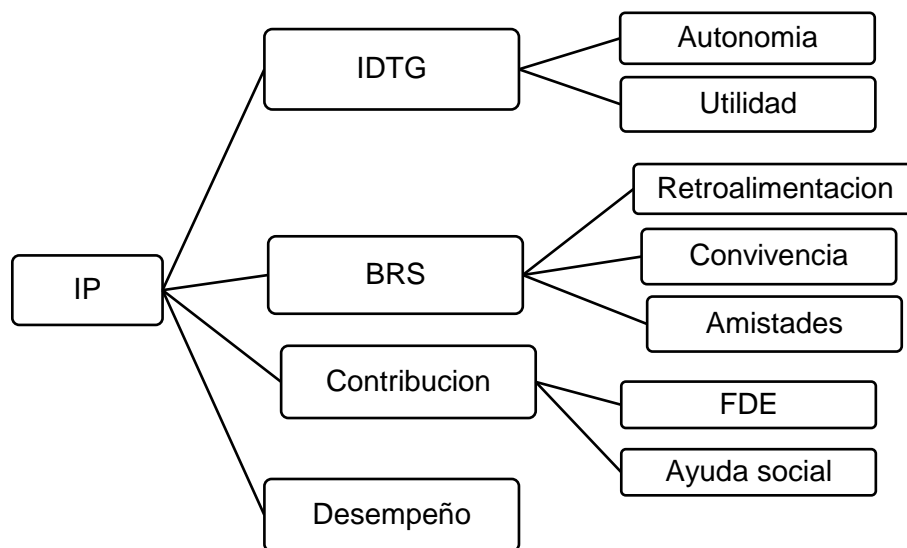 IP
IDTG
Autonomia
Utilidad
BRS
Retroalimentacion
Convivencia
Amistades
Contribucion
FDE
Ayuda social
Desempeño